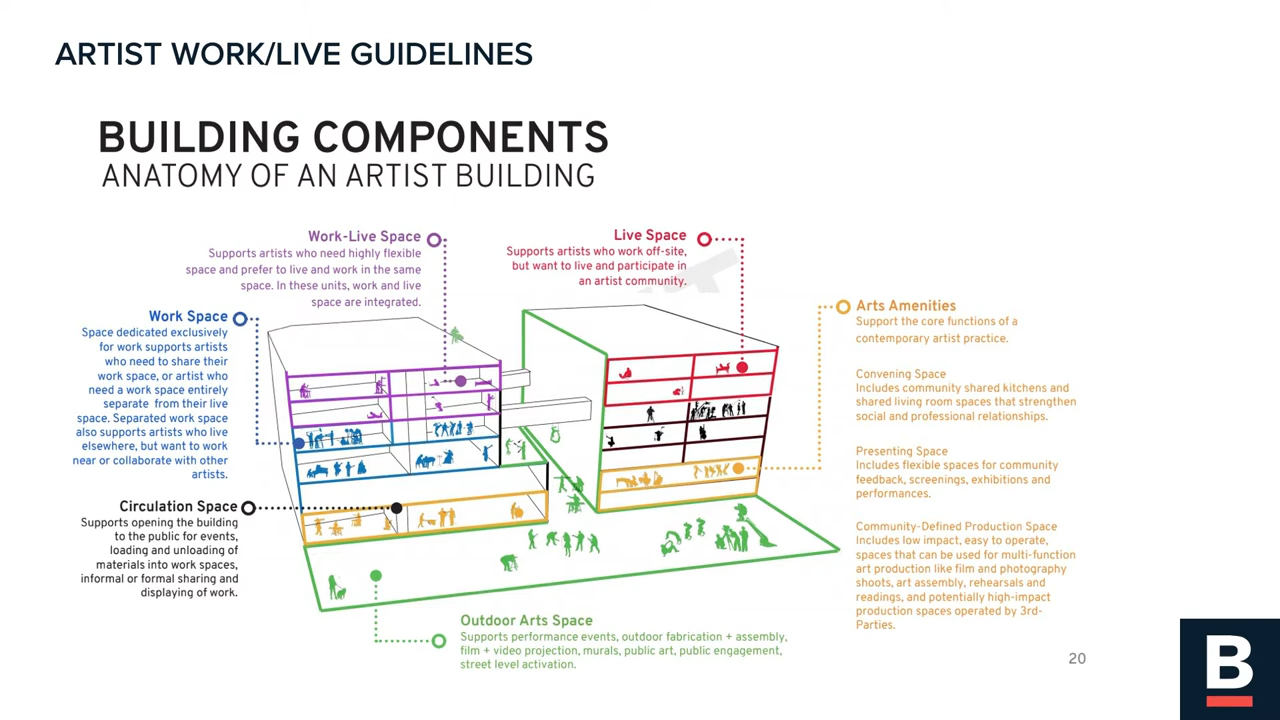 ARTIST WORK/LIVE GUIDELINES
BUILDING COMPONENTS
ANATOMY OF AN ARTIST BUILDING
Work-Live Space
Supports artists who need highly flexible
space and prefer to live and work in the same
space. In these units, work and live
space are integrated.
Live Space
Supports artists who work off-site,
but want to live and participate in
an artist community.
Work Space
Space dedicated exclusively
for work supports artists
who need to share their
work space, or artist who
need a work space entirely
separate from their live
space. Separated work space
also supports artists who live
elsewhere, but want to work
near or collaborate with other
artists.
Circulation Space
Supports opening the building
to the public for events,
loading and unloading of
materials into work spaces,
informal or formal sharing and
displaying of work.
Arts Amenities
Support the core functions of a
contemporary artist practice.
Convening Space
Includes community shared kitchens and
shared living room spaces that strengthen
social and professional relationships.
Presenting Space
Includes flexible spaces for community
feedback, screenings, exhibitions and
performances.
Community-Defined Production Space
Includes low impact, easy to operate,
spaces that can be used for multi-function
art production like film and photography
shoots, art assembly, rehearsals and
readings, and potentially high-impact
production spaces operated by 3rd-
Parties.
Outdoor Arts Space
Supports performance events, outdoor fabrication + assembly,
film + video projection, murals, public art, public engagement,
street level activation.
20
B